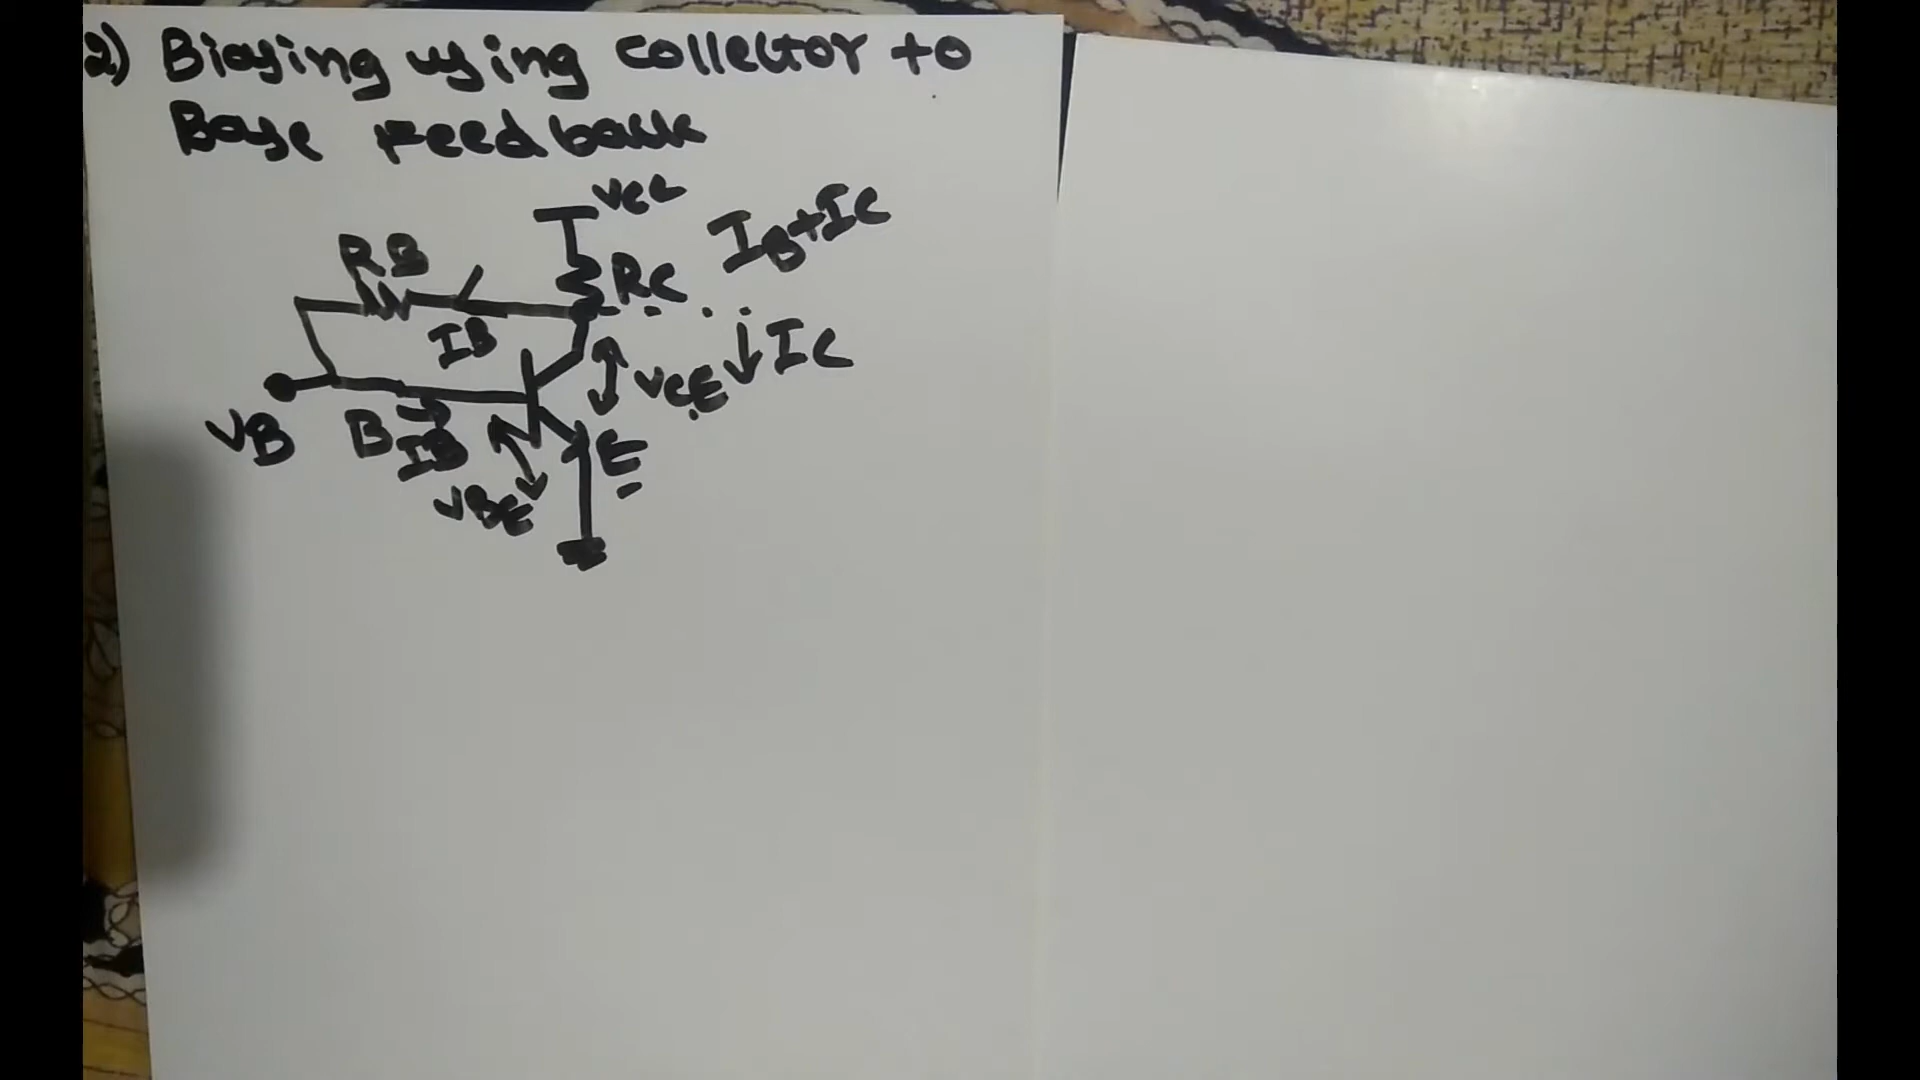 2) Biasing using collector to
Base Feedback
VCC
RB
RC
IB+IC
IB
IC
VCE
VB
B
IB
E
VBE